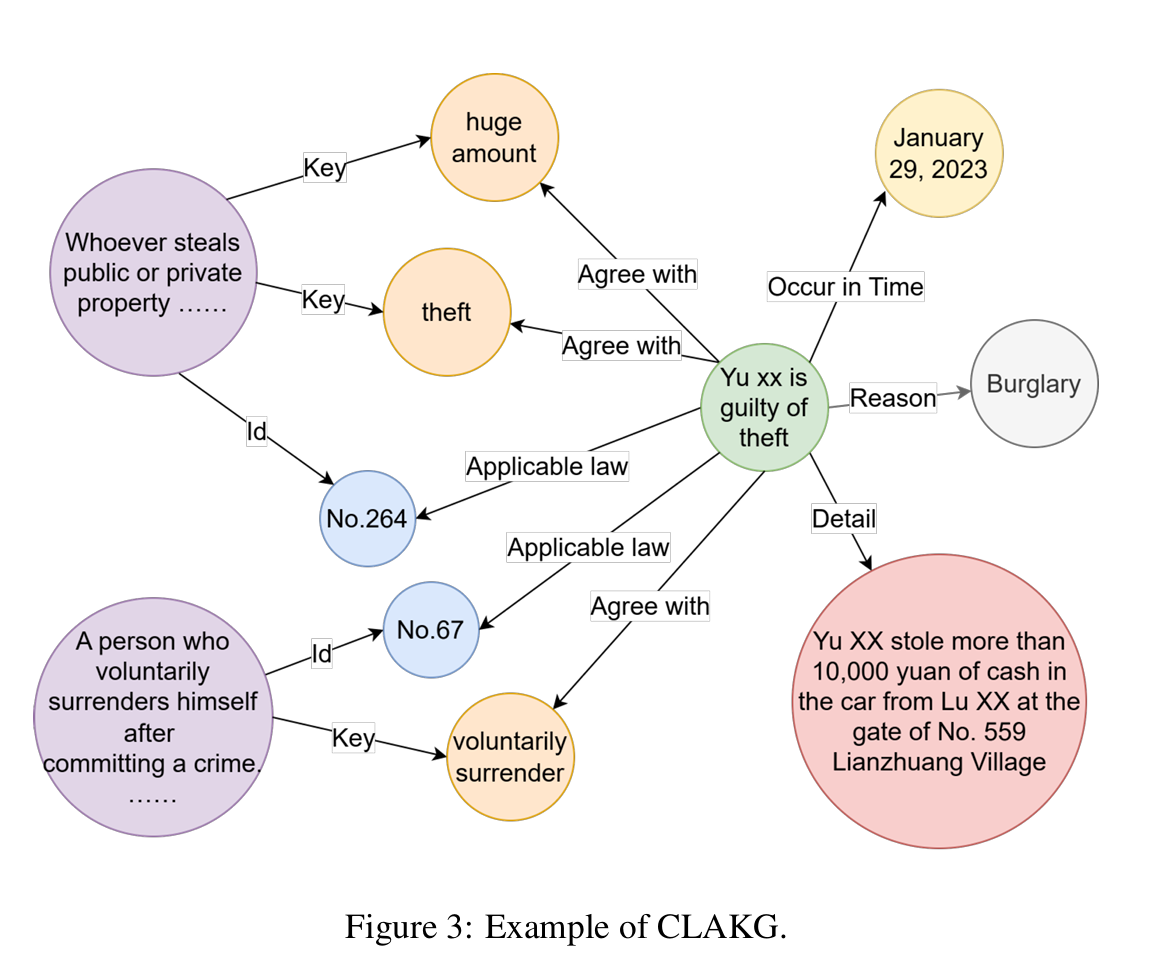 huge
amount
January
29, 2023
Key
Whoever steals
public or private
property ……
Agree with
Occur in Time
Key
theft
Agree with
Yu xx is
guilty of
theft
Reason
Burglary
Id
Applicable law
No.264
Detail
Applicable law
Agree with
A person who
voluntarily
surrenders himself
after
committing a crime.
……
Id
No.67
Key
voluntarily
surrender
Yu XX stole more than
10,000 yuan of cash in
the car from Lu XX at the
gate of No. 559
Lianzhuang Village
Figure 3: Example of CLAKG.